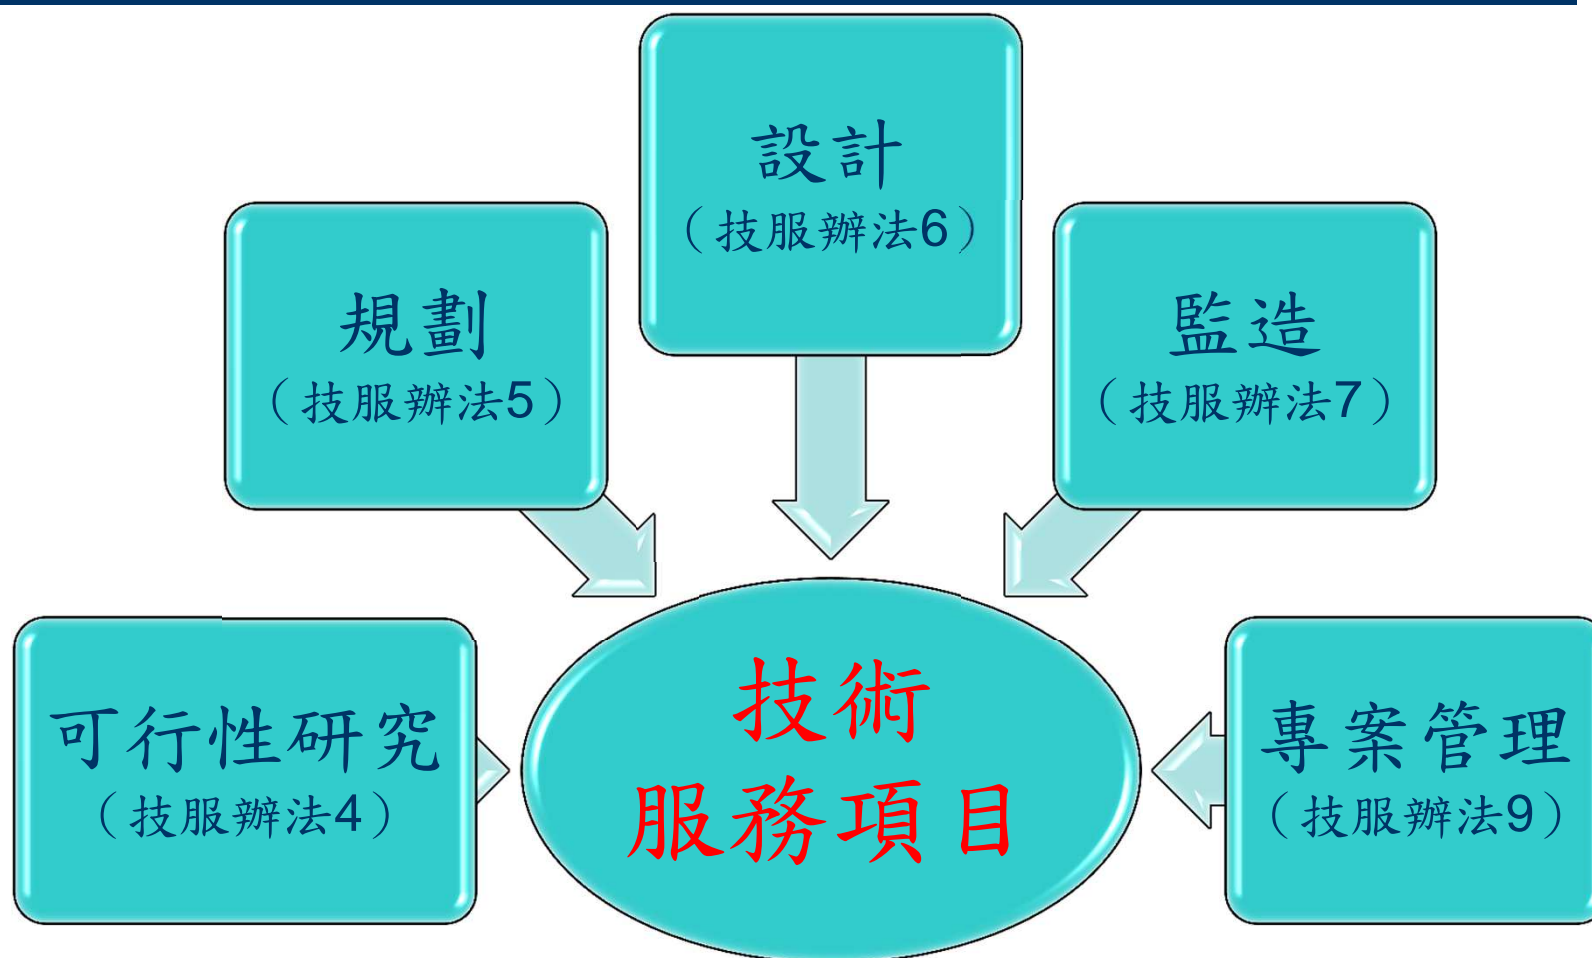 設計
（技服辦法6）
規劃
（技服辦法5）
監造
（技服辦法7）
可行性研究
（技服辦法4）
技術
服務項目
專案管理
（技服辦法9）